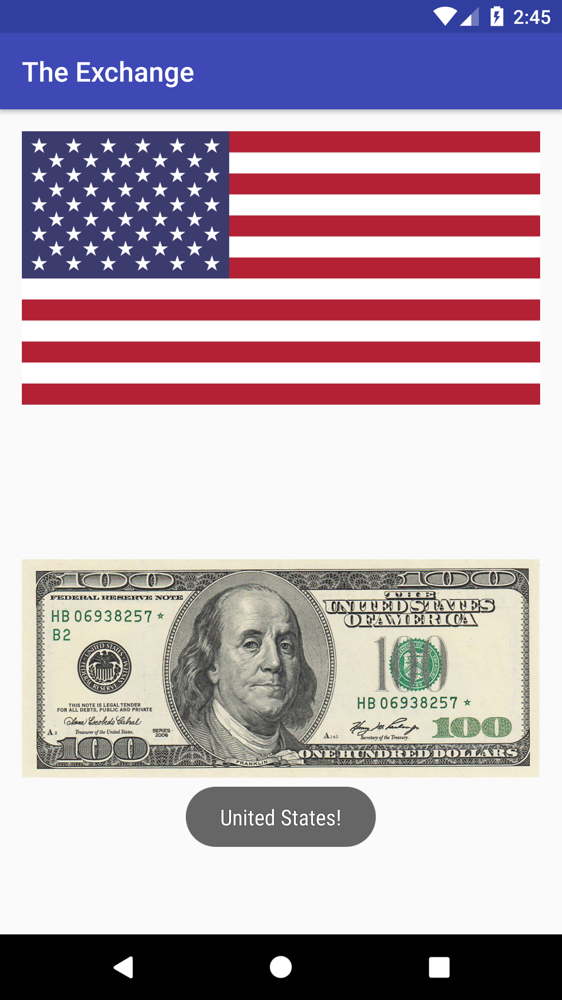 2:45
The Exchange
100 100
FEDERAL RESERVE NOTE
THE
UNITED STATES
OF AMERICA
HB 06938257 ★
B2
UNITED STATES
FEDERAL RESERVE SYSTEM
100
HB 06938257 ★
THIS NOTE IS LEGAL TENDER
FOR ALL DEBTS, PUBLIC AND PRIVATE
Anna Escobedo Cabral
Treasurer of the United States.
A2
SERIES
2006
A142
Secretary of the Treasury.
100
100
FRANKLIN
ONE HUNDRED DOLLARS
United States!